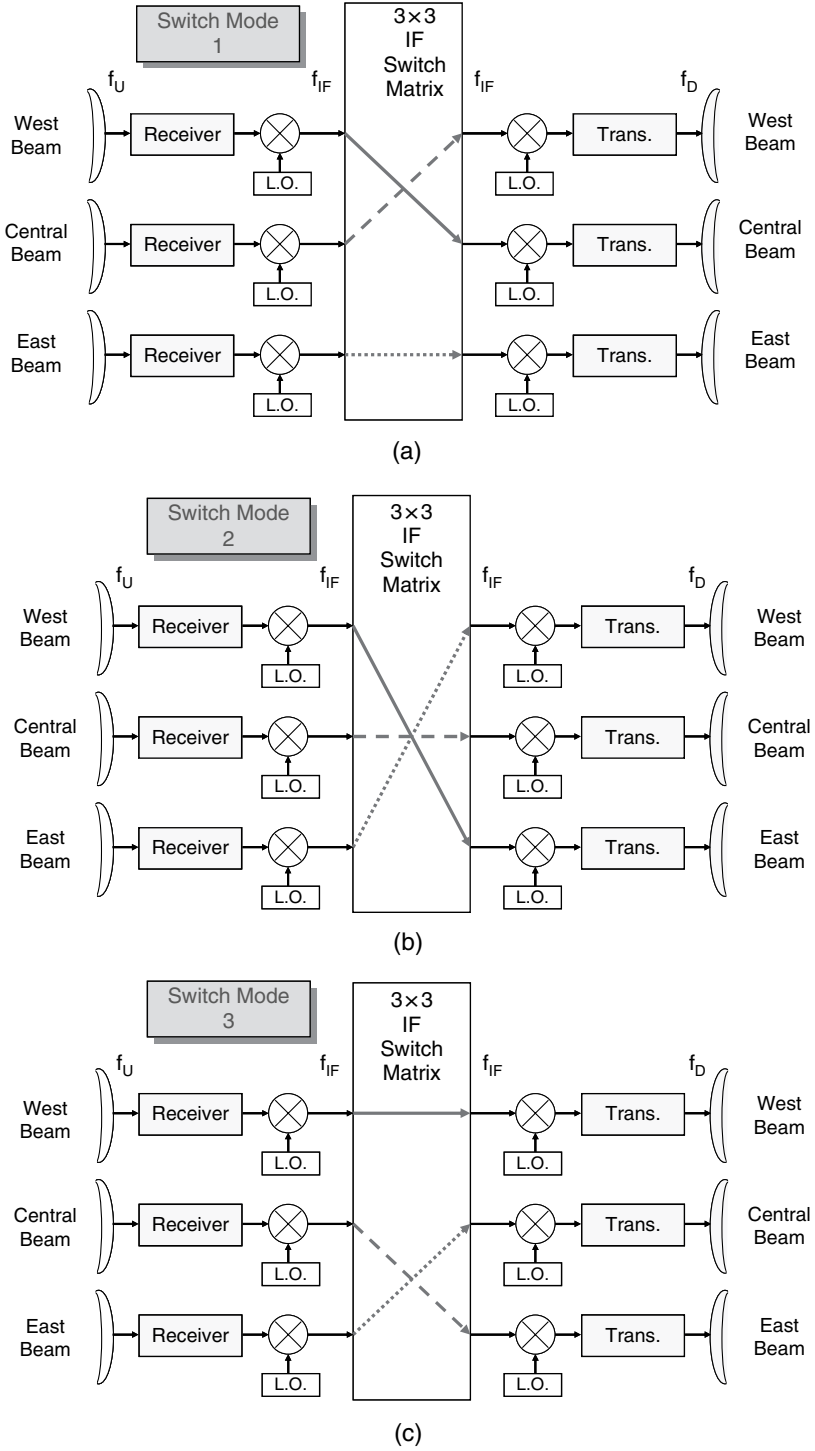 Switch Mode
1
3×3
IF
Switch
Matrix
f_U
f_IF
f_IF
f_D
West
Beam
Receiver
L.O.
L.O.
Trans.
West
Beam
Central
Beam
Receiver
L.O.
L.O.
Trans.
Central
Beam
East
Beam
Receiver
L.O.
L.O.
Trans.
East
Beam
(a)
Switch Mode
2
3×3
IF
Switch
Matrix
f_U
f_IF
f_IF
f_D
West
Beam
Receiver
L.O.
L.O.
Trans.
West
Beam
Central
Beam
Receiver
L.O.
L.O.
Trans.
Central
Beam
East
Beam
Receiver
L.O.
L.O.
Trans.
East
Beam
(b)
Switch Mode
3
3×3
IF
Switch
Matrix
f_U
f_IF
f_IF
f_D
West
Beam
Receiver
L.O.
L.O.
Trans.
West
Beam
Central
Beam
Receiver
L.O.
L.O.
Trans.
Central
Beam
East
Beam
Receiver
L.O.
L.O.
Trans.
East
Beam
(c)